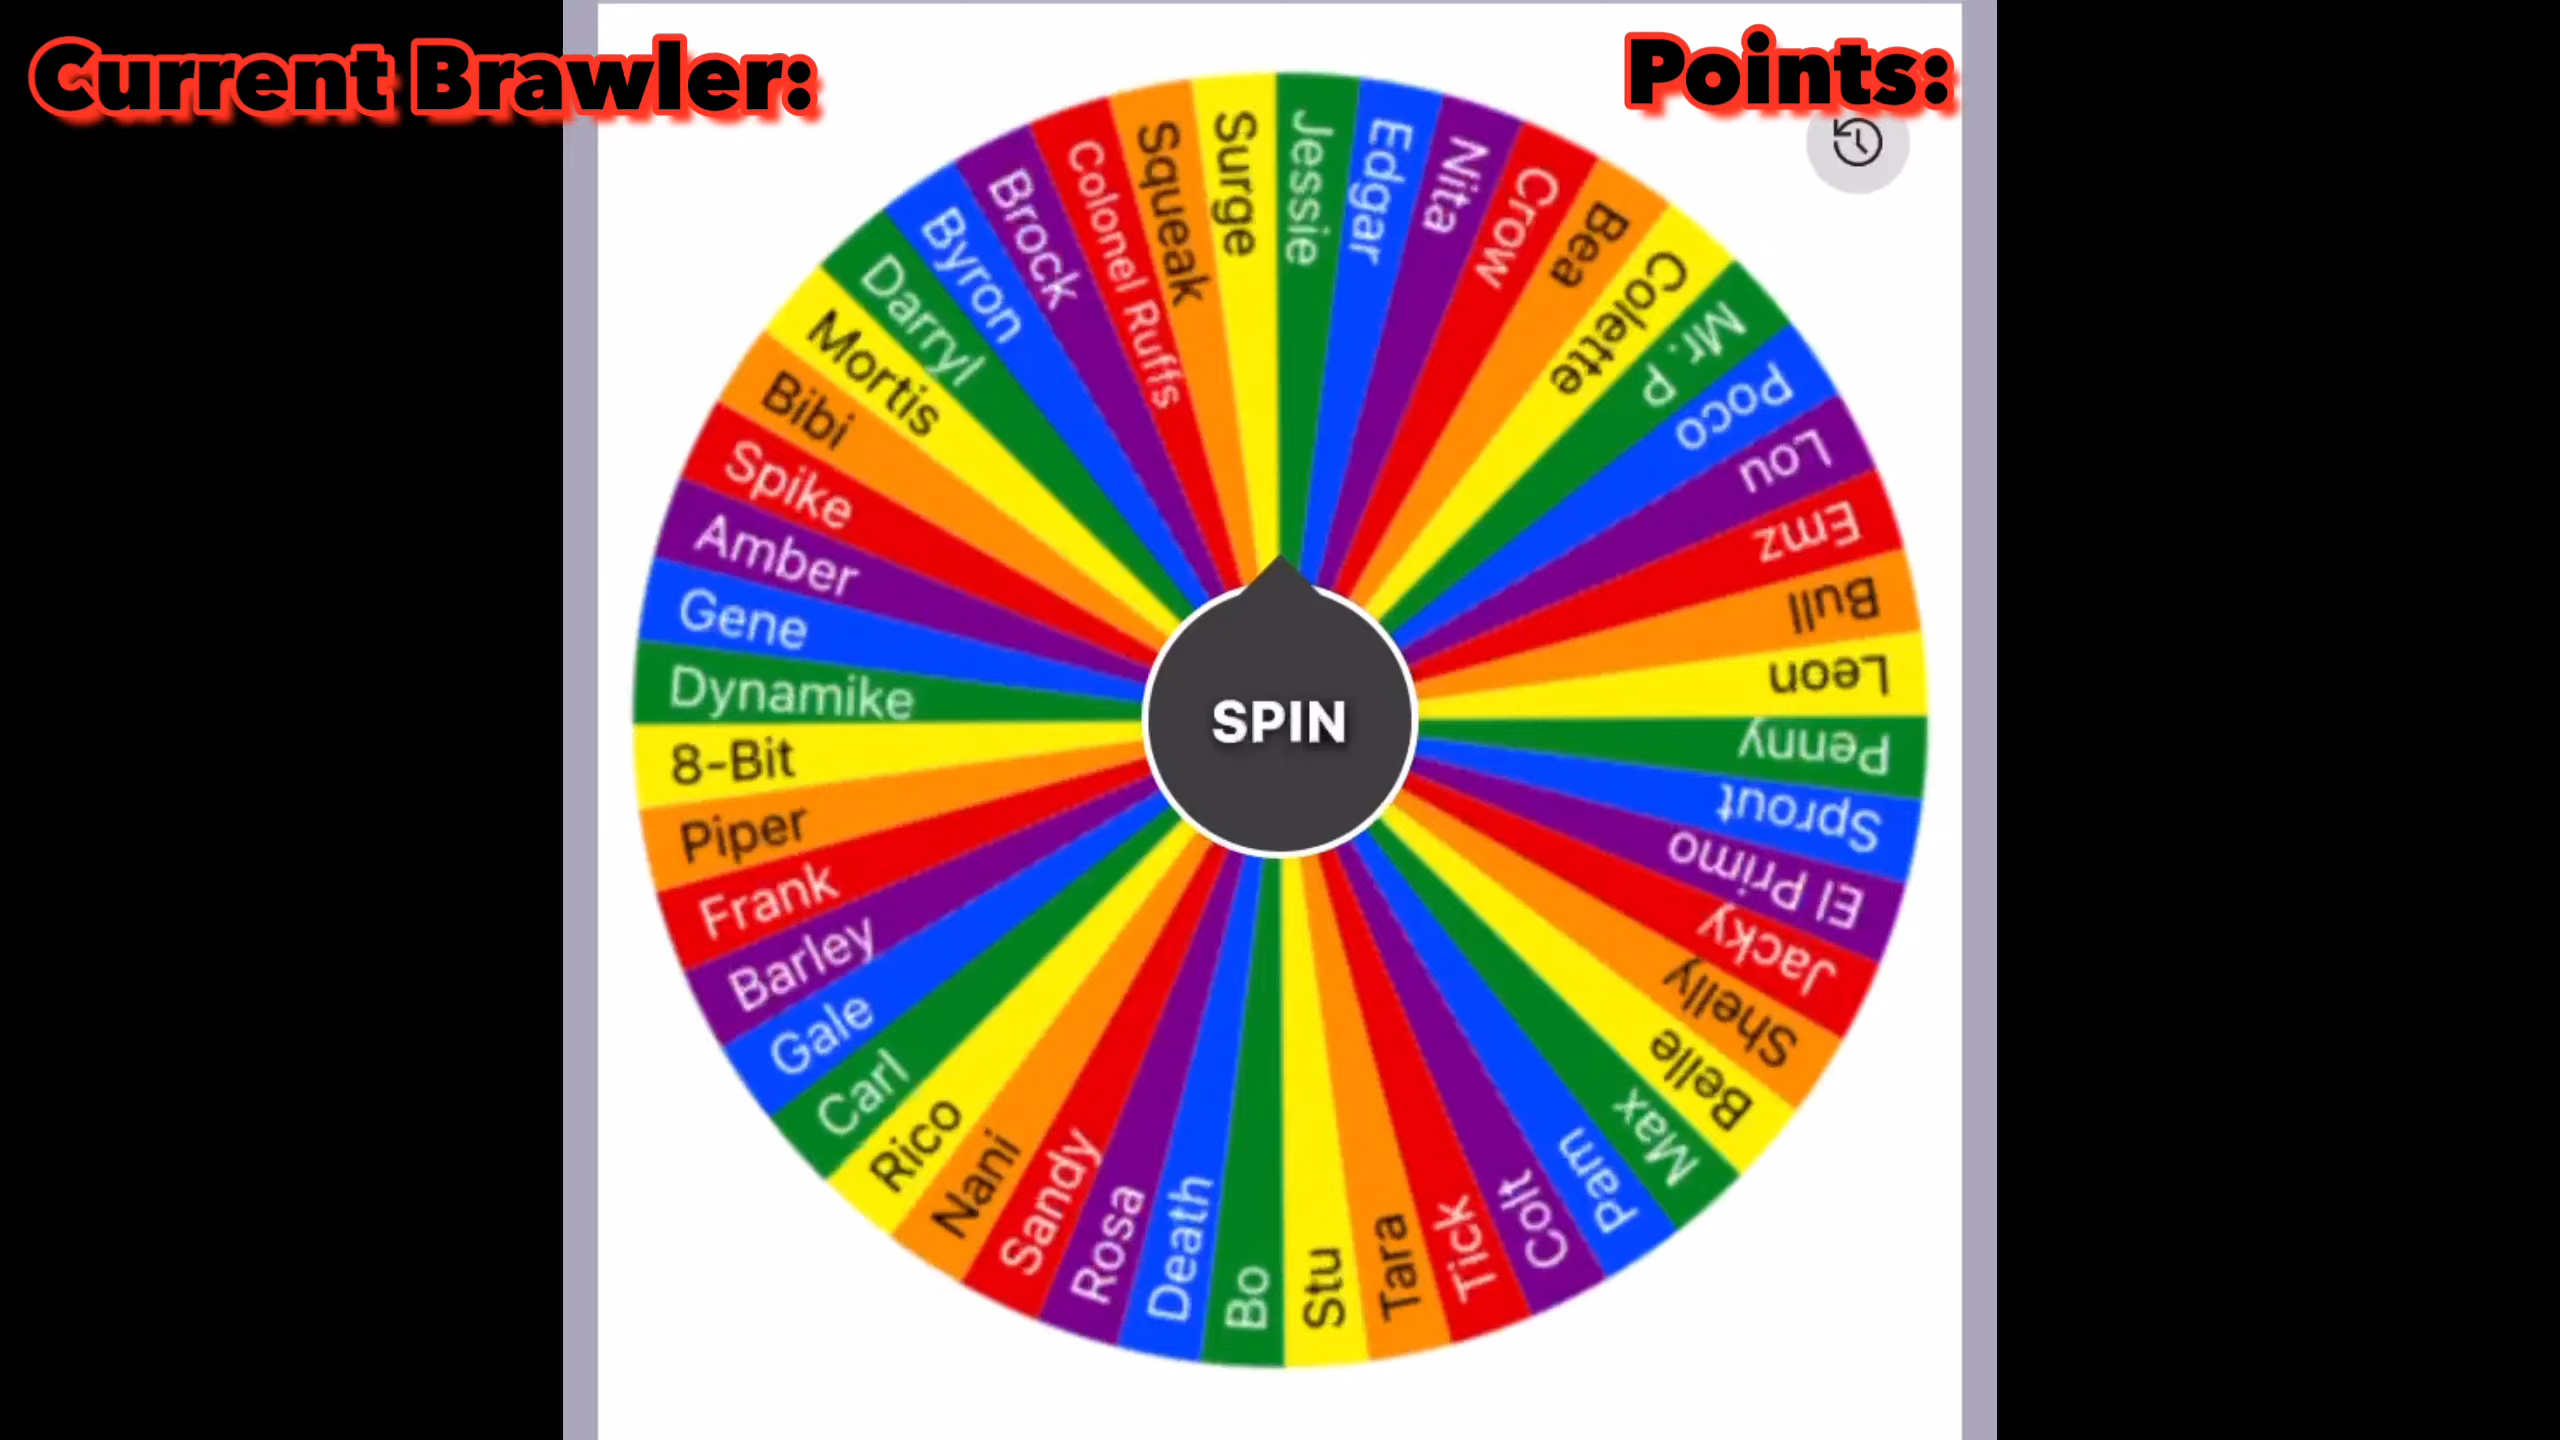 Current Brawler:
Points:
Jessie
Edgar
Nita
Crow
Bea
Colette
Mr. P
Poco
Lou
Emz
Bull
Leon
Penny
Sprout
El Primo
Jacky
Shelly
Belle
Max
Pam
Colt
Tick
Tara
Stu
Bo
Death
Rosa
Sandy
Nani
Rico
Carl
Gale
Barley
Frank
Piper
8-Bit
Dynamike
Gene
Amber
Spike
Bibi
Mortis
Darryl
Byron
Brock
Colonel Ruffs
Squeak
Surge
SPIN